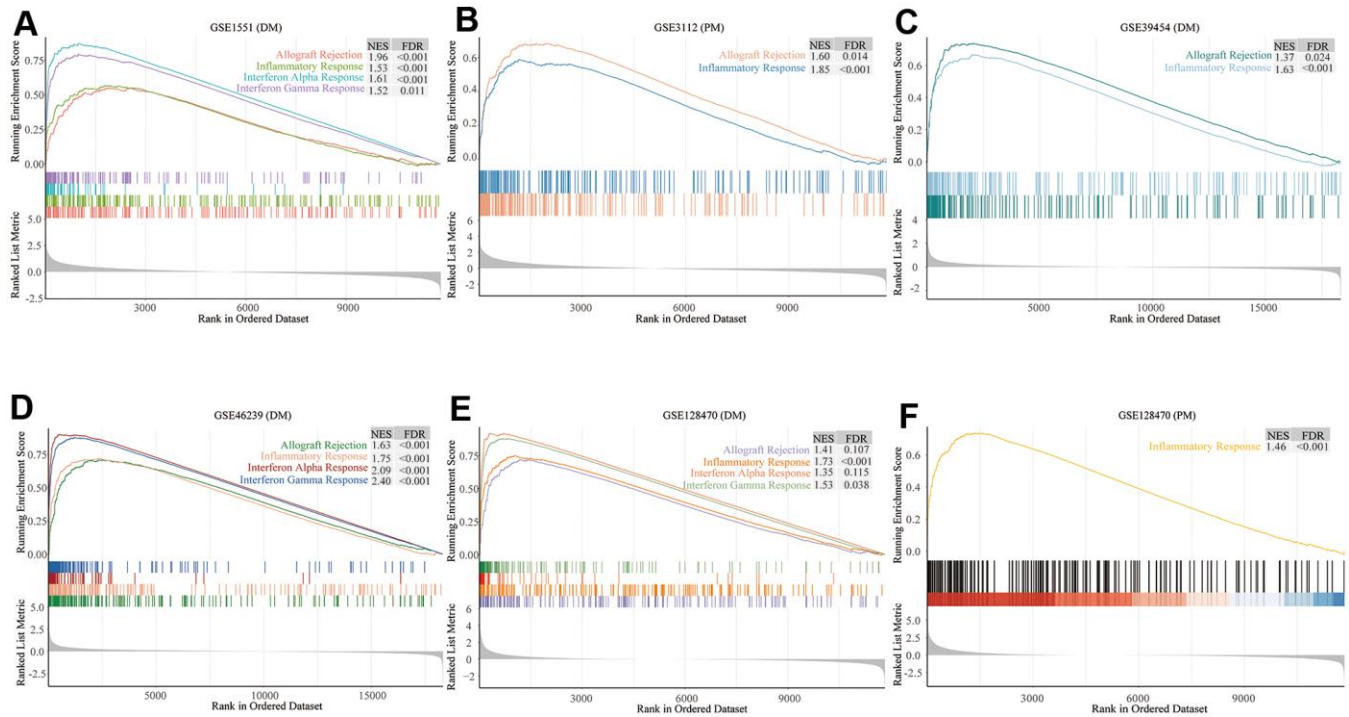 A
GSE1551 (DM)
NES FDR
Allograft Rejection 1.96 <0.001
Inflammatory Response 1.53 <0.001
Interferon Alpha Response 1.61 <0.001
Interferon Gamma Response 1.52 0.011
Running Enrichment Score
0.75
0.50
0.25
0.00
Ranked List Metric
5.0
2.5
0.0
-2.5
3000 6000 9000
Rank in Ordered Dataset
B
GSE3112 (PM)
NES FDR
Allograft Rejection 1.60 0.014
Inflammatory Response 1.85 <0.001
Running Enrichment Score
0.6
0.4
0.2
0
Ranked List Metric
4
2
0
-2
3000 6000 9000
Rank in Ordered Dataset
C
GSE39454 (DM)
NES FDR
Allograft Rejection 1.37 0.024
Inflammatory Response 1.63 <0.001
Running Enrichment Score
0.6
0.4
0.2
0.0
Ranked List Metric
4
2
0
-2
5000 10000 15000
Rank in Ordered Dataset
D
GSE46239 (DM)
NES FDR
Allograft Rejection 1.63 <0.001
Inflammatory Response 1.75 <0.001
Interferon Alpha Response 2.09 <0.001
Interferon Gamma Response 2.40 <0.001
Running Enrichment Score
0.75
0.50
0.25
0.00
Ranked List Metric
5.0
2.5
0.0
-2.5
5000 10000 15000
Rank in Ordered Dataset
E
GSE128470 (DM)
NES FDR
Allograft Rejection 1.41 0.107
Inflammatory Response 1.73 <0.001
Interferon Alpha Response 1.35 0.115
Interferon Gamma Response 1.53 0.038
Running Enrichment Score
0.75
0.50
0.25
0.00
Ranked List Metric
6
4
2
0
-2
3000 6000 9000
Rank in Ordered Dataset
F
GSE128470 (PM)
NES FDR
Inflammatory Response 1.46 <0.001
Running Enrichment Score
0.6
0.4
0.2
0.0
Ranked List Metric
5.0
2.5
0.0
-2.5
3000 6000 9000
Rank in Ordered Dataset